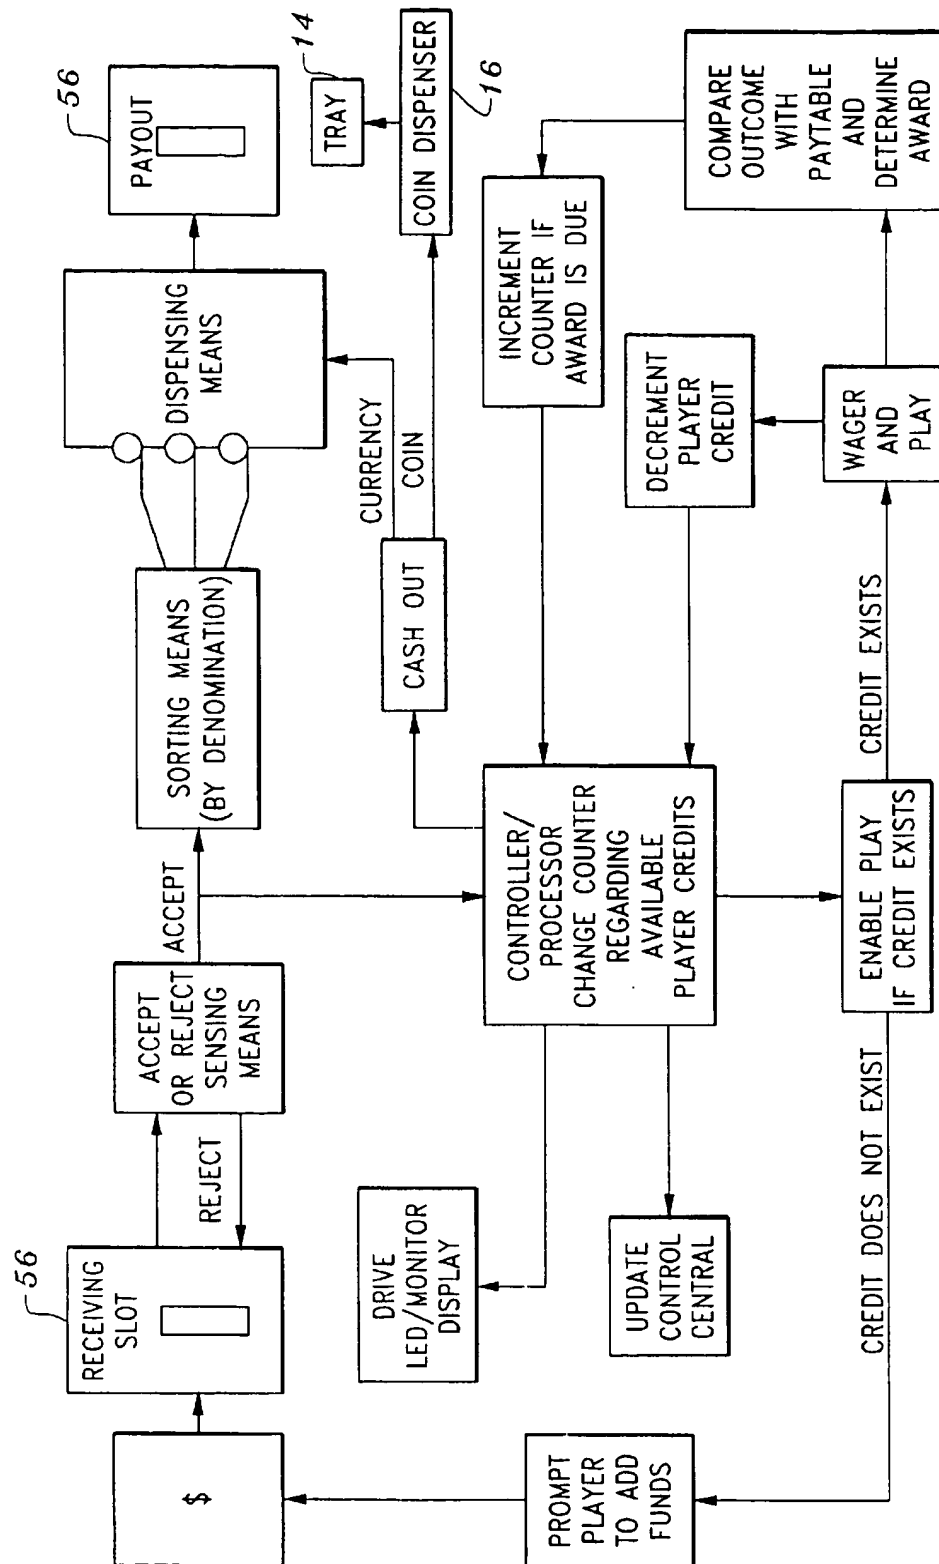 $
56
RECEIVING
SLOT
REJECT
ACCEPT
OR REJECT
SENSING
MEANS
ACCEPT
SORTING MEANS
(BY DENOMINATION)
DISPENSING
MEANS
56
PAYOUT
14
TRAY
COIN DISPENSER
16
CURRENCY
COIN
CASH OUT
DRIVE
LED/MONITOR
DISPLAY
UPDATE
CONTROL
CENTRAL
CONTROLLER/
PROCESSOR
CHANGE COUNTER
REGARDING
AVAILABLE
PLAYER CREDITS
INCREMENT
COUNTER IF
AWARD IS DUE
DECREMENT
PLAYER
CREDIT
COMPARE
OUTCOME
WITH
PAYTABLE
AND
DETERMINE
AWARD
PROMPT
PLAYER
TO ADD
FUNDS
CREDIT DOES NOT EXIST
ENABLE PLAY
IF CREDIT EXISTS
CREDIT EXISTS
WAGER
AND
PLAY